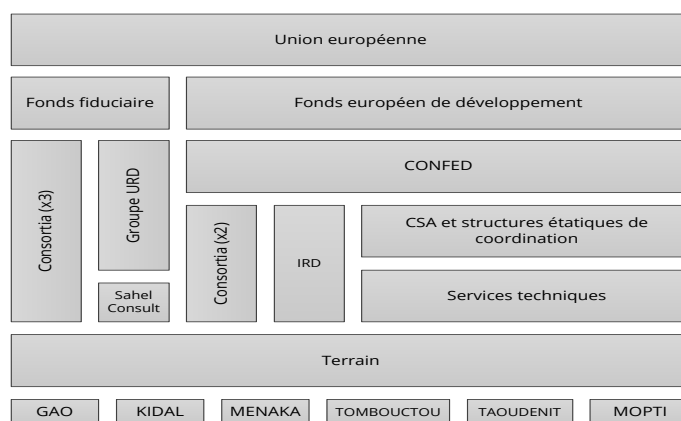 Union européenne
Fonds fiduciaire
Fonds européen de développement
Consortia (x3)
Groupe URD
CONFED
Consortia (x2)
IRD
CSA et structures étatiques de
coordination
Sahel
Consult
Services techniques
Terrain
GAO
KIDAL
MENAKA
TOMBOUCTOU
TAOUDENIT
MOPTI